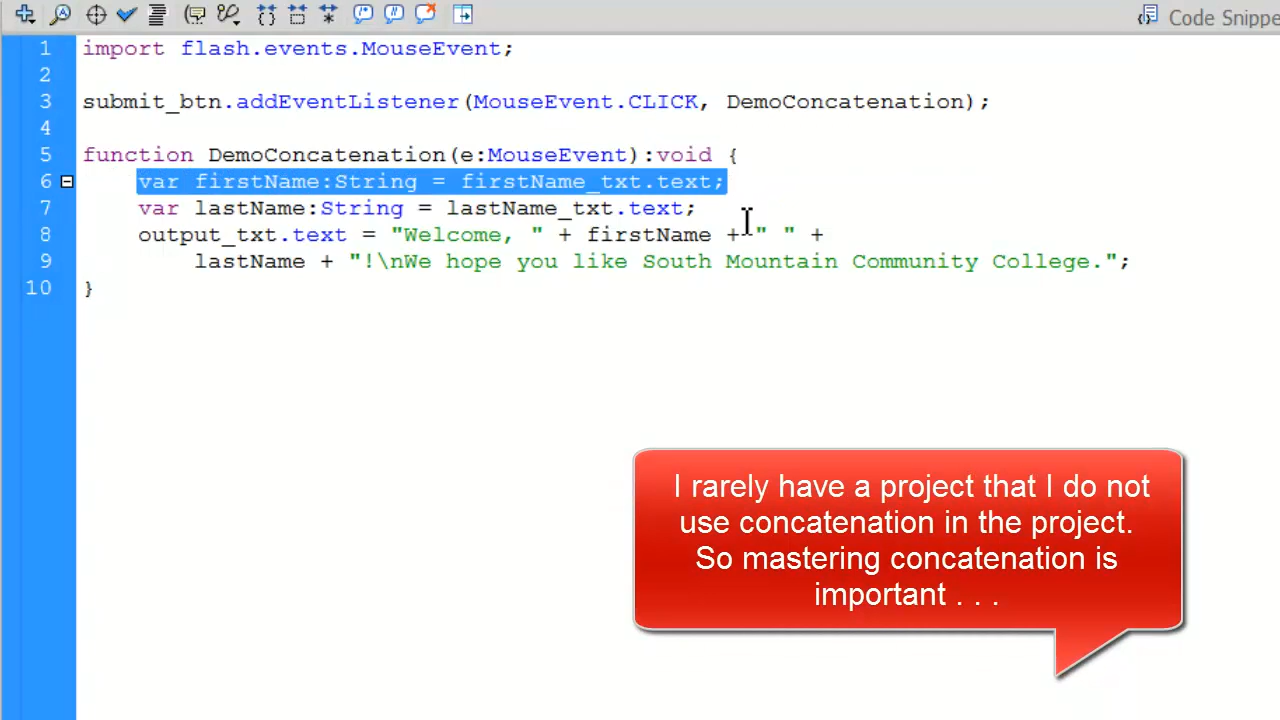 Code Snippe
1 import flash.events.MouseEvent;
2
3 submit_btn.addEventListener(MouseEvent.CLICK, DemoConcatenation);
4
5 function DemoConcatenation(e:MouseEvent):void {
6 var firstName:String = firstName_txt.text;
7 var lastName:String = lastName_txt.text;
8 output_txt.text = "Welcome, " + firstName + " " +
9 lastName + "!\nWe hope you like South Mountain Community College.";
10 }
I rarely have a project that I do not
use concatenation in the project.
So mastering concatenation is
important . . .